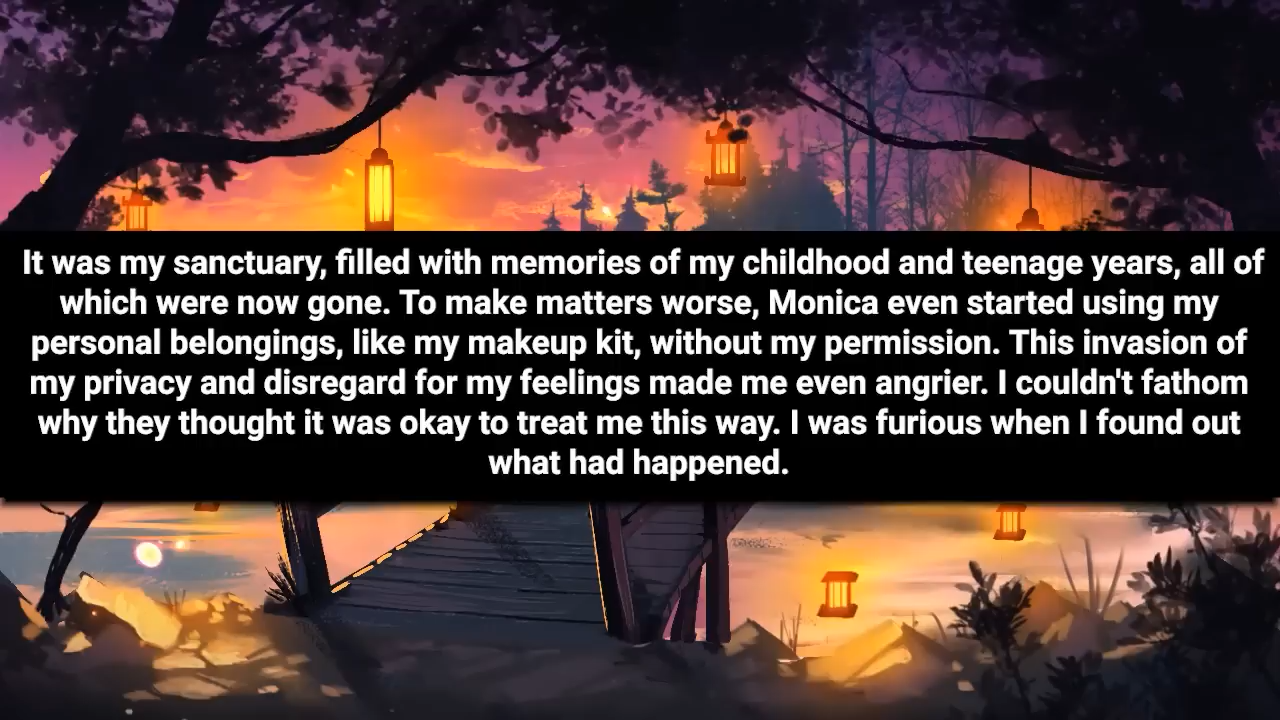 It was my sanctuary, filled with memories of my childhood and teenage years, all of
which were now gone. To make matters worse, Monica even started using my
personal belongings, like my makeup kit, without my permission. This invasion of
my privacy and disregard for my feelings made me even angrier. I couldn't fathom
why they thought it was okay to treat me this way. I was furious when I found out
what had happened.